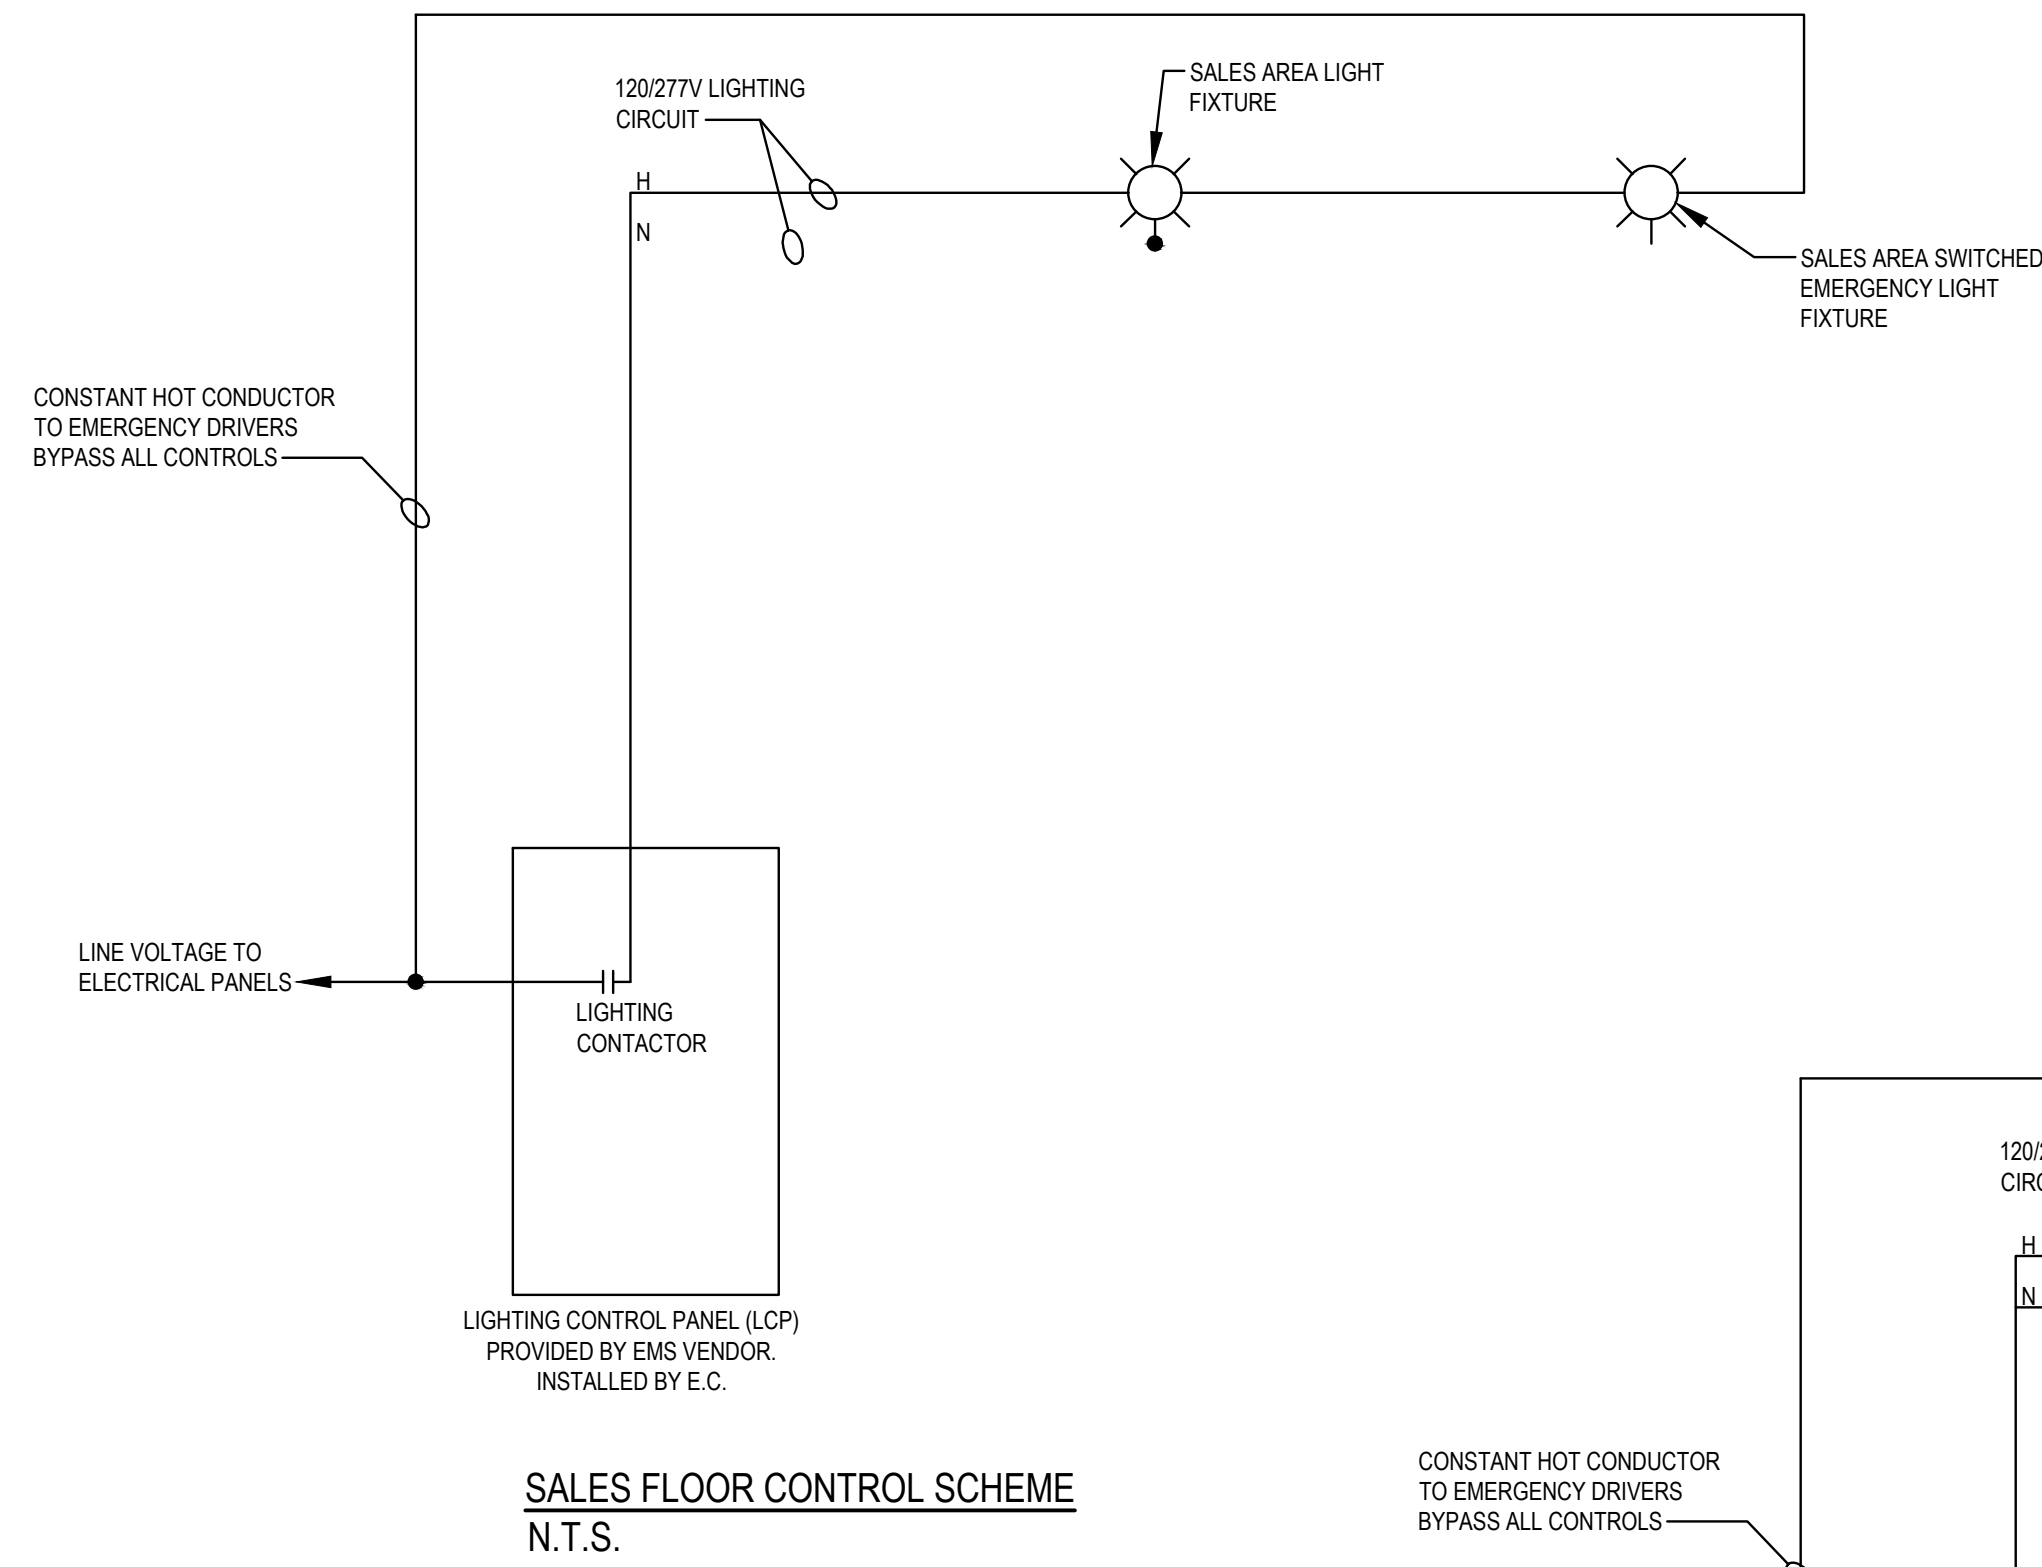 120/277V LIGHTING
CIRCUIT
SALES AREA LIGHT
FIXTURE
H
N
SALES AREA SWITCHED
EMERGENCY LIGHT
FIXTURE
CONSTANT HOT CONDUCTOR
TO EMERGENCY DRIVERS
BYPASS ALL CONTROLS
LINE VOLTAGE TO
ELECTRICAL PANELS
LIGHTING
CONTACTOR
LIGHTING CONTROL PANEL (LCP)
PROVIDED BY EMS VENDOR.
INSTALLED BY E.C.
SALES FLOOR CONTROL SCHEME
N.T.S.
H
N
CONSTANT HOT CONDUCTOR
TO EMERGENCY DRIVERS
BYPASS ALL CONTROLS